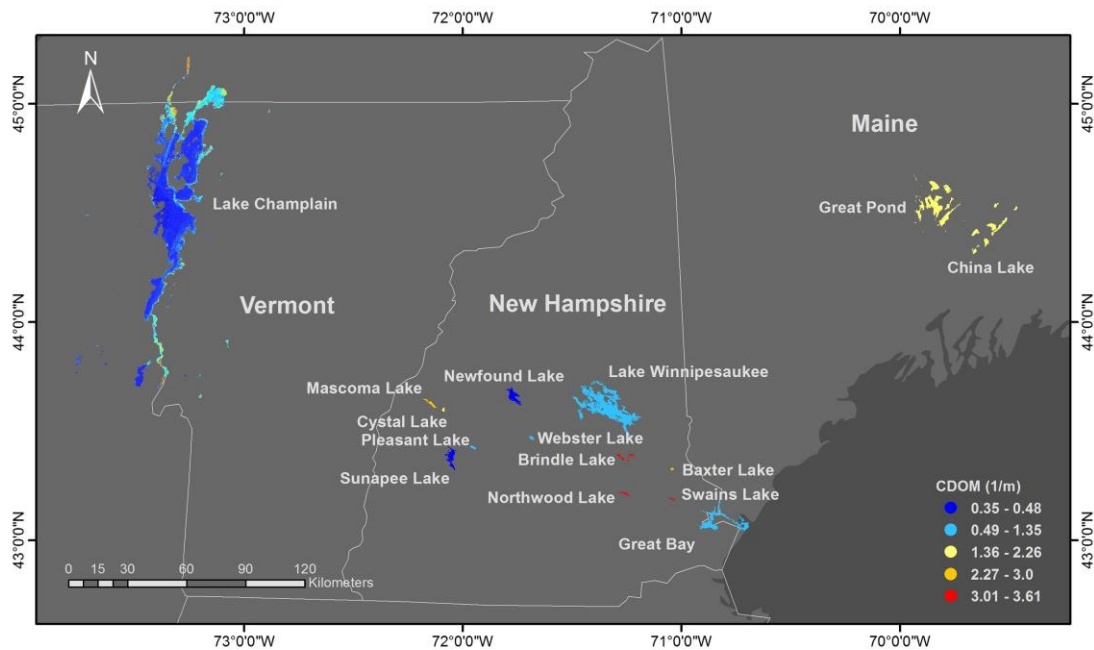 73°0'0"W 72°0'0"W 71°0'0"W 70°0'0"W
N
45°0'0"N
45°0'0"N
Maine
Lake Champlain
Great Pond
China Lake
Vermont
New Hampshire
44°0'0"N
44°0'0"N
Newfound Lake
Lake Winnipesaukee
Mascoma Lake
Cystal Lake
Pleasant Lake
Webster Lake
Brindle Lake
Baxter Lake
Sunapee Lake
Northwood Lake
Swains Lake
Great Bay
43°0'0"N
43°0'0"N
CDOM (1/m)
0.35 - 0.48
0.49 - 1.35
1.36 - 2.26
2.27 - 3.0
3.01 - 3.61
0 15 30 60 90 120
Kilometers
73°0'0"W 72°0'0"W 71°0'0"W 70°0'0"W